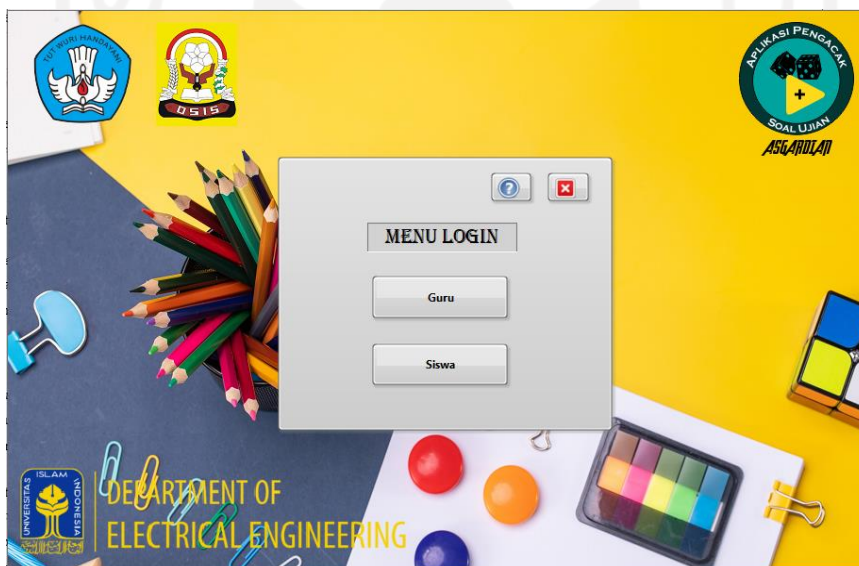 TUT WURI HANDAYANI
OSIS
APLIKASI PENGACAK
SOAL UJIAN
ASGARDIAN
MENU LOGIN
Guru
Siswa
UNIVERSITAS ISLAM INDONESIA
DEPARTMENT OF
ELECTRICAL ENGINEERING